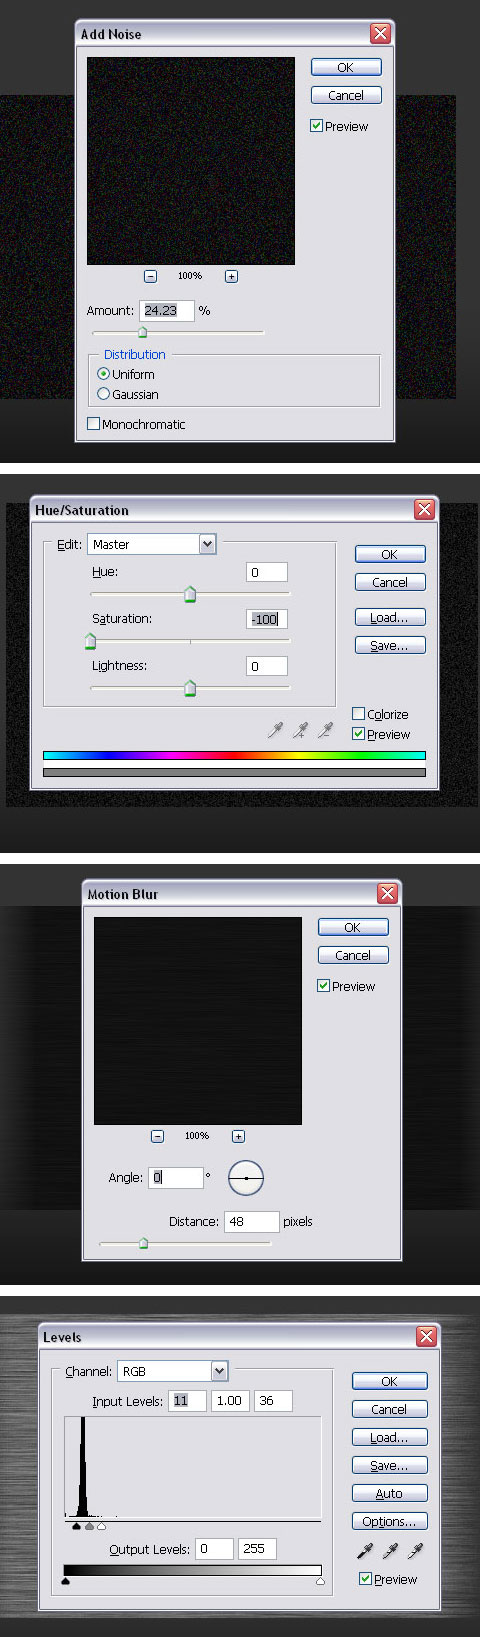 Add Noise
OK
Cancel
Preview
100%
Amount: 24.23 %
Distribution
Uniform
Gaussian
Monochromatic
Hue/Saturation
Edit: Master
OK
Hue: 0
Cancel
Saturation: -100
Load...
Save...
Lightness: 0
Colorize
Preview
Motion Blur
OK
Cancel
Preview
100%
Angle: 0 °
Distance: 48 pixels
Levels
Channel: RGB
OK
Input Levels: 11 1.00 36
Cancel
Load...
Save...
Auto
Options...
Output Levels: 0 255
Preview